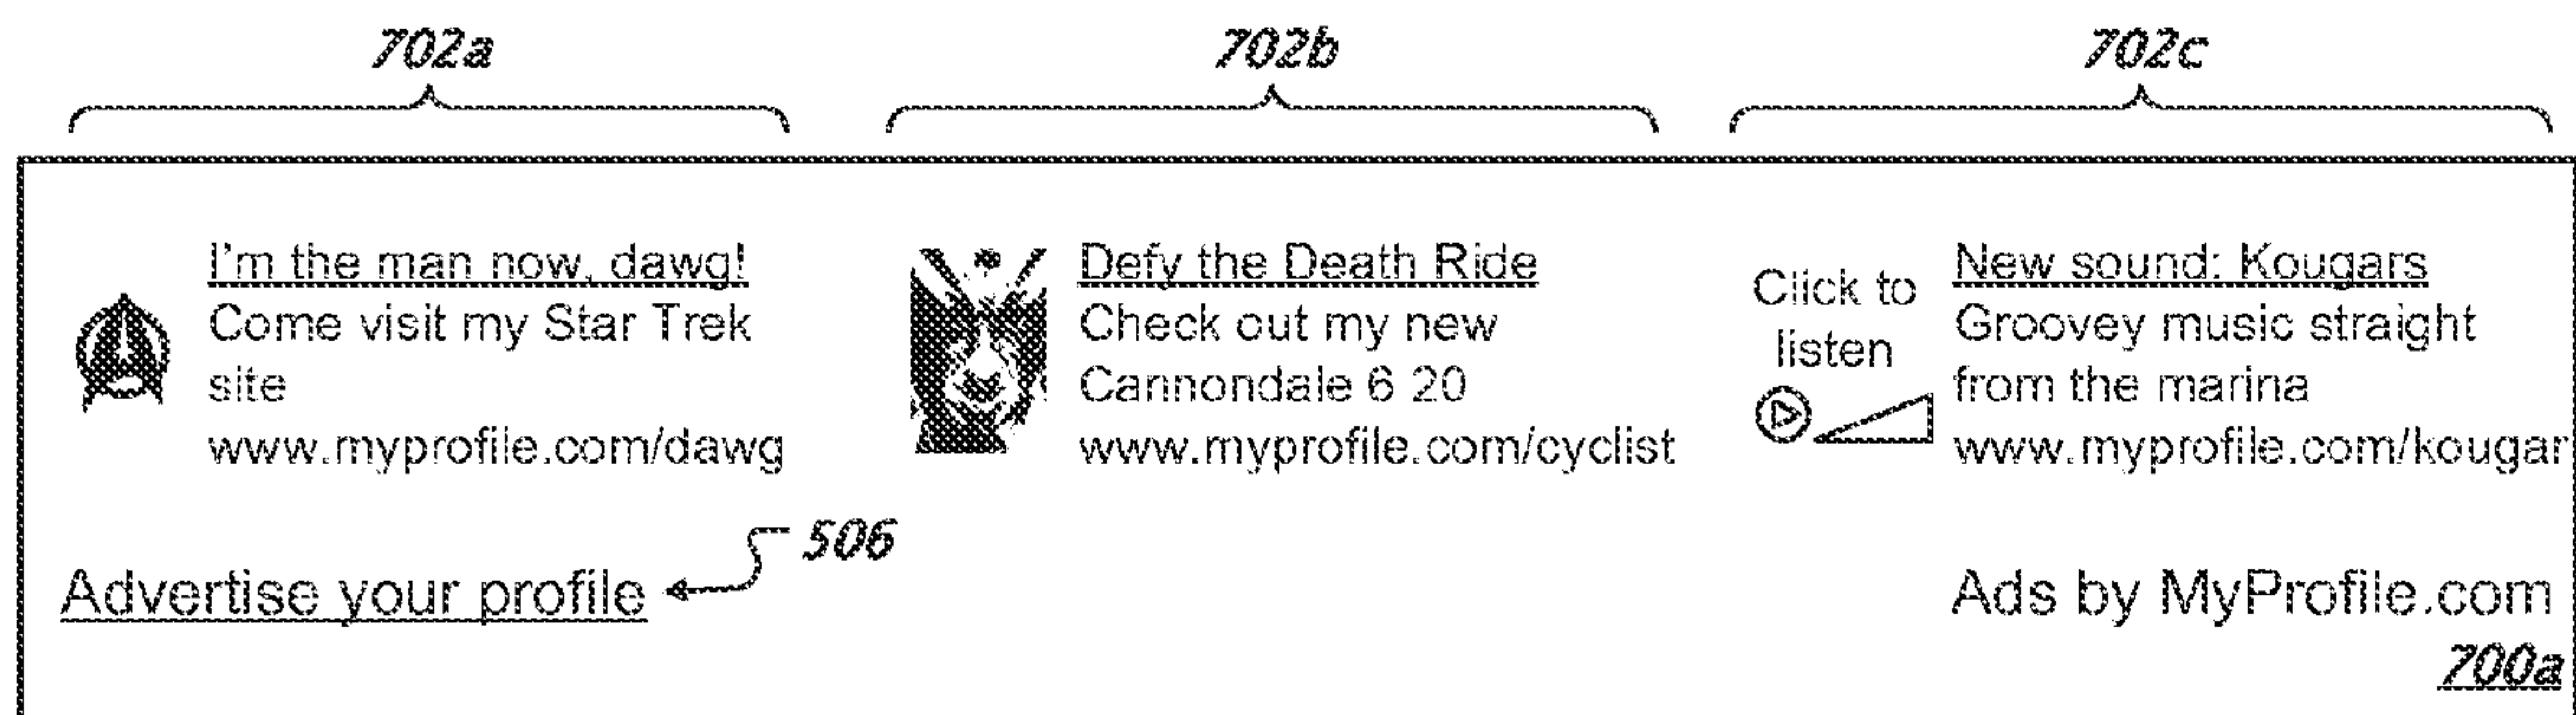 702a
702b
702c
I'm the man now, dawg!
Come visit my Star Trek
site
www.myprofile.com/dawg
Defy the Death Ride
Check out my new
Cannondale 6 20
www.myprofile.com/cyclist
Click to
listen
New sound: Kougars
Groovey music straight
from the marina
www.myprofile.com/kougar
506
Advertise your profile
Ads by MyProfile.com
700a